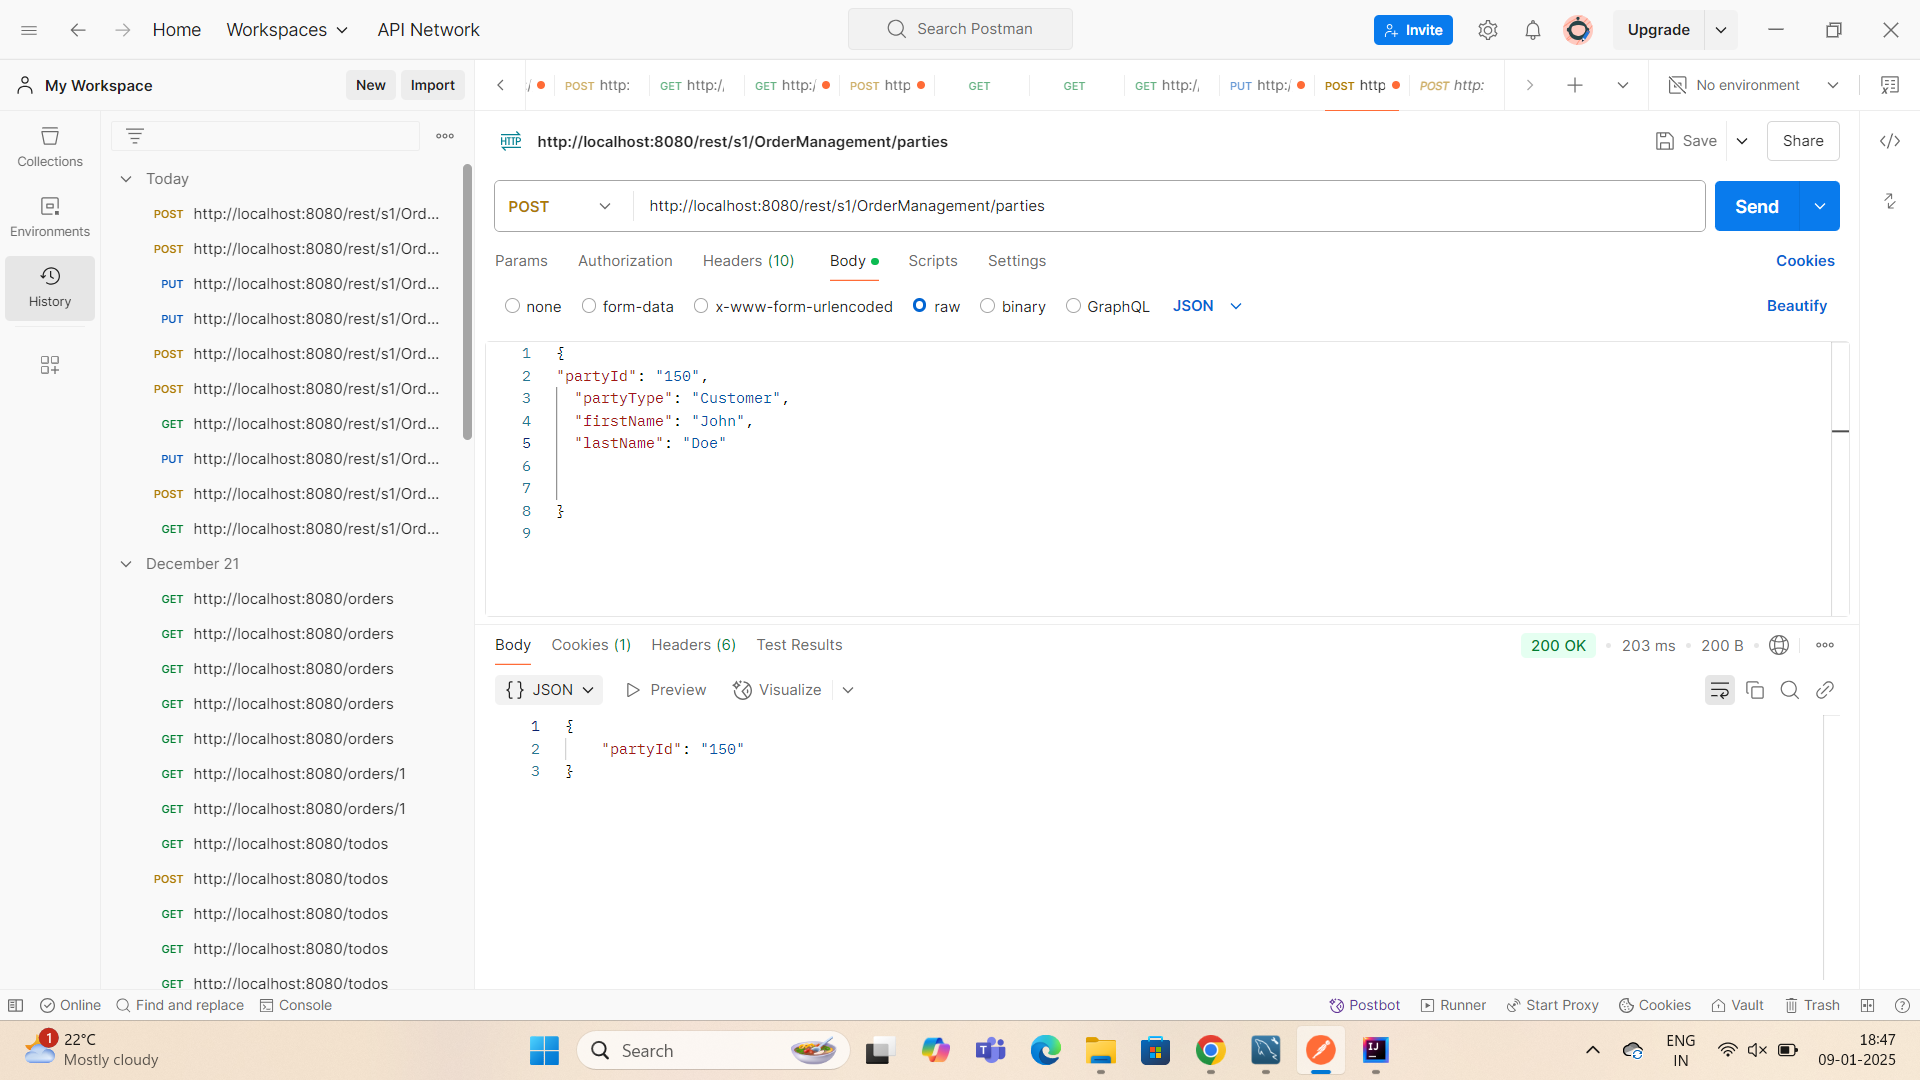 Home
Workspaces
API Network
Search Postman
Invite
Upgrade
My Workspace
New
Import
POST http:
GET http:/,
GET http:/
POST http
GET
GET
GET http:/,
PUT http:/
POST http
POST http:
No environment
Collections
Environments
History
Today
POST http://localhost:8080/rest/s1/Ord...
POST http://localhost:8080/rest/s1/Ord...
PUT http://localhost:8080/rest/s1/Ord...
PUT http://localhost:8080/rest/s1/Ord...
POST http://localhost:8080/rest/s1/Ord...
POST http://localhost:8080/rest/s1/Ord...
GET http://localhost:8080/rest/s1/Ord...
PUT http://localhost:8080/rest/s1/Ord...
POST http://localhost:8080/rest/s1/Ord...
GET http://localhost:8080/rest/s1/Ord...
December 21
GET http://localhost:8080/orders
GET http://localhost:8080/orders
GET http://localhost:8080/orders
GET http://localhost:8080/orders
GET http://localhost:8080/orders
GET http://localhost:8080/orders/1
GET http://localhost:8080/orders/1
GET http://localhost:8080/todos
POST http://localhost:8080/todos
GET http://localhost:8080/todos
GET http://localhost:8080/todos
GET http://localhost:8080/todos
HTTP http://localhost:8080/rest/s1/OrderManagement/parties
Save
Share
POST
http://localhost:8080/rest/s1/OrderManagement/parties
Send
Params
Authorization
Headers (10)
Body
Scripts
Settings
Cookies
none
form-data
x-www-form-urlencoded
raw
binary
GraphQL
JSON
Beautify
1 {
2 "partyId": "150",
3 "partyType": "Customer",
4 "firstName": "John",
5 "lastName": "Doe"
6
7
8 }
9
Body
Cookies (1)
Headers (6)
Test Results
200 OK
203 ms
200 B
{} JSON
Preview
Visualize
1 {
2 "partyId": "150"
3 }
Online
Find and replace
Console
Postbot
Runner
Start Proxy
Cookies
Vault
Trash
1
22°C
Mostly cloudy
Search
ENG
IN
18:47
09-01-2025